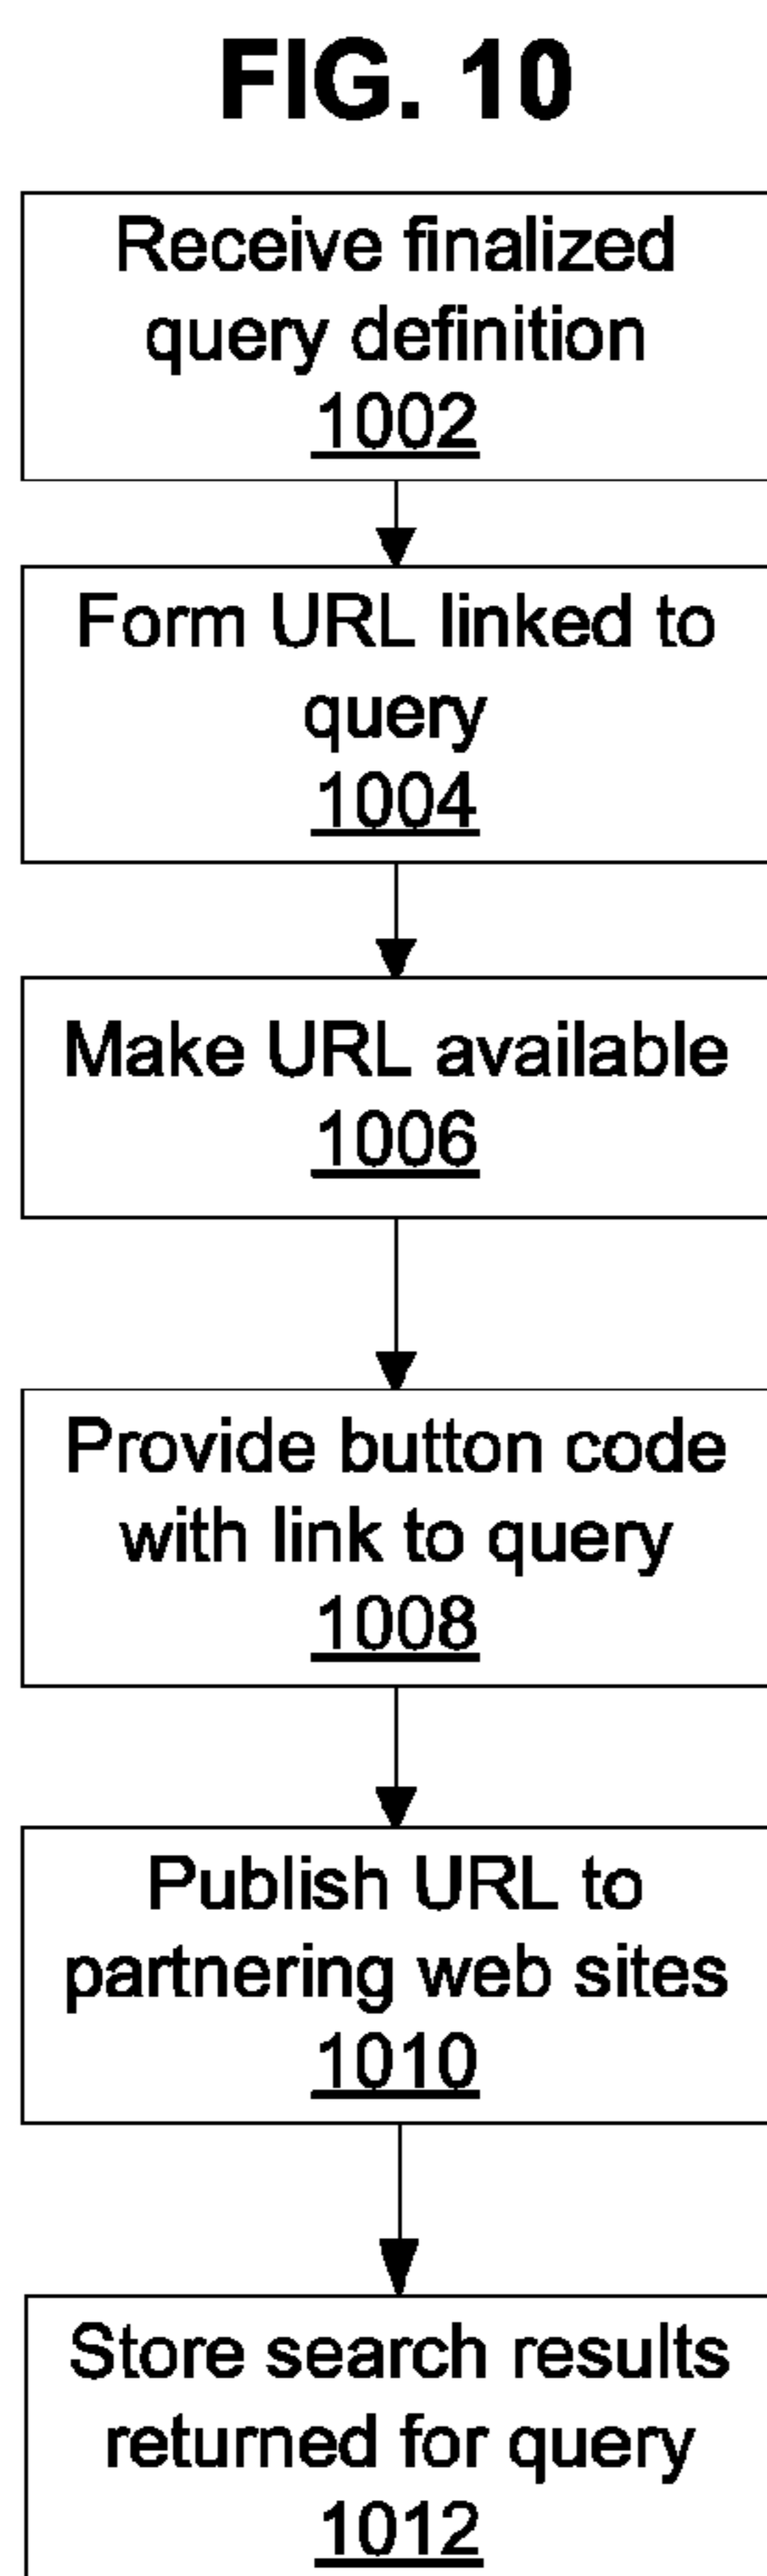 FIG. 10
Receive finalized
query definition
1002
Form URL linked to
query
1004
Make URL available
1006
Provide button code
with link to query
1008
Publish URL to
partnering web sites
1010
Store search results
returned for query
1012